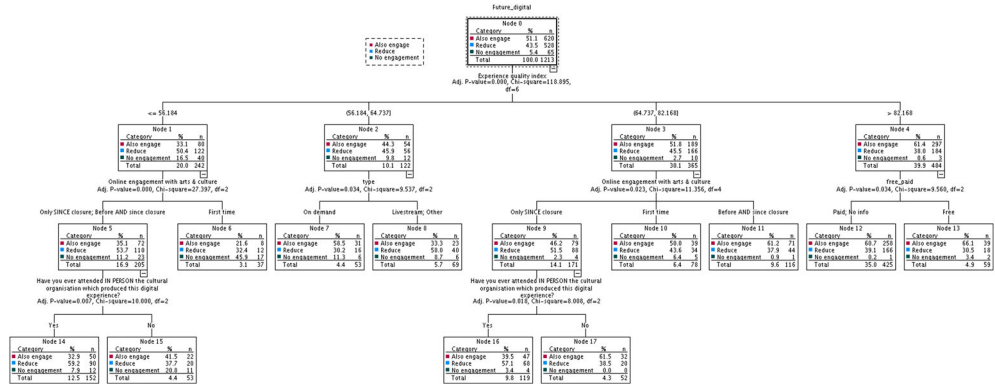 Future_digital
Node 0
Category % n
Also engage 51.1 620
Reduce 43.5 528
No engagement 5.4 65
Total 100.0 1213
Also engage
Reduce
No engagement
Experience quality index
Adj. P-value=0.000, Chi-square=118.895,
df=6
<= 56.184
(56.184, 64.737]
(64.737, 82.168]
> 82.168
Node 1
Category % n
Also engage 33.1 80
Reduce 50.4 122
No engagement 16.5 40
Total 20.0 242
Node 2
Category % n
Also engage 44.3 54
Reduce 45.9 56
No engagement 9.8 12
Total 10.1 122
Node 3
Category % n
Also engage 51.8 189
Reduce 45.5 166
No engagement 2.7 10
Total 30.1 365
Node 4
Category % n
Also engage 61.4 297
Reduce 38.0 184
No engagement 0.6 3
Total 39.9 484
Online engagement with arts & culture
Adj. P-value=0.000, Chi-square=27.397, df=2
type
Adj. P-value=0.034, Chi-square=9.537, df=2
Online engagement with arts & culture
Adj. P-value=0.023, Chi-square=11.356, df=4
free_paid
Adj. P-value=0.034, Chi-square=9.560, df=2
Only SINCE closure; Before AND since closure
First time
On demand
Livestream; Other
Only SINCE closure
First time
Before AND since closure
Paid; No info
Free
Node 5
Category % n
Also engage 35.1 72
Reduce 53.7 110
No engagement 11.2 23
Total 16.9 205
Node 6
Category % n
Also engage 21.6 8
Reduce 32.4 12
No engagement 45.9 17
Total 3.1 37
Node 7
Category % n
Also engage 58.5 31
Reduce 30.2 16
No engagement 11.3 6
Total 4.4 53
Node 8
Category % n
Also engage 33.3 23
Reduce 58.0 40
No engagement 8.7 6
Total 5.7 69
Node 9
Category % n
Also engage 46.2 79
Reduce 51.5 88
No engagement 2.3 4
Total 14.1 171
Node 10
Category % n
Also engage 50.0 39
Reduce 43.6 34
No engagement 6.4 5
Total 6.4 78
Node 11
Category % n
Also engage 61.2 71
Reduce 37.9 44
No engagement 0.9 1
Total 9.6 116
Node 12
Category % n
Also engage 60.7 258
Reduce 39.1 166
No engagement 0.2 1
Total 35.0 425
Node 13
Category % n
Also engage 66.1 39
Reduce 30.5 18
No engagement 3.4 2
Total 4.9 59
Have you ever attended IN PERSON the cultural
organisation which produced this digital
experience?
Adj. P-value=0.007, Chi-square=10.000, df=2
Have you ever attended IN PERSON the cultural
organisation which produced this digital
experience?
Adj. P-value=0.018, Chi-square=8.008, df=2
Yes
No
Yes
No
Node 14
Category % n
Also engage 32.9 50
Reduce 59.2 90
No engagement 7.9 12
Total 12.5 152
Node 15
Category % n
Also engage 41.5 22
Reduce 37.7 20
No engagement 20.8 11
Total 4.4 53
Node 16
Category % n
Also engage 39.5 47
Reduce 57.1 68
No engagement 3.4 4
Total 9.8 119
Node 17
Category % n
Also engage 61.5 32
Reduce 38.5 20
No engagement 0.0 0
Total 4.3 52